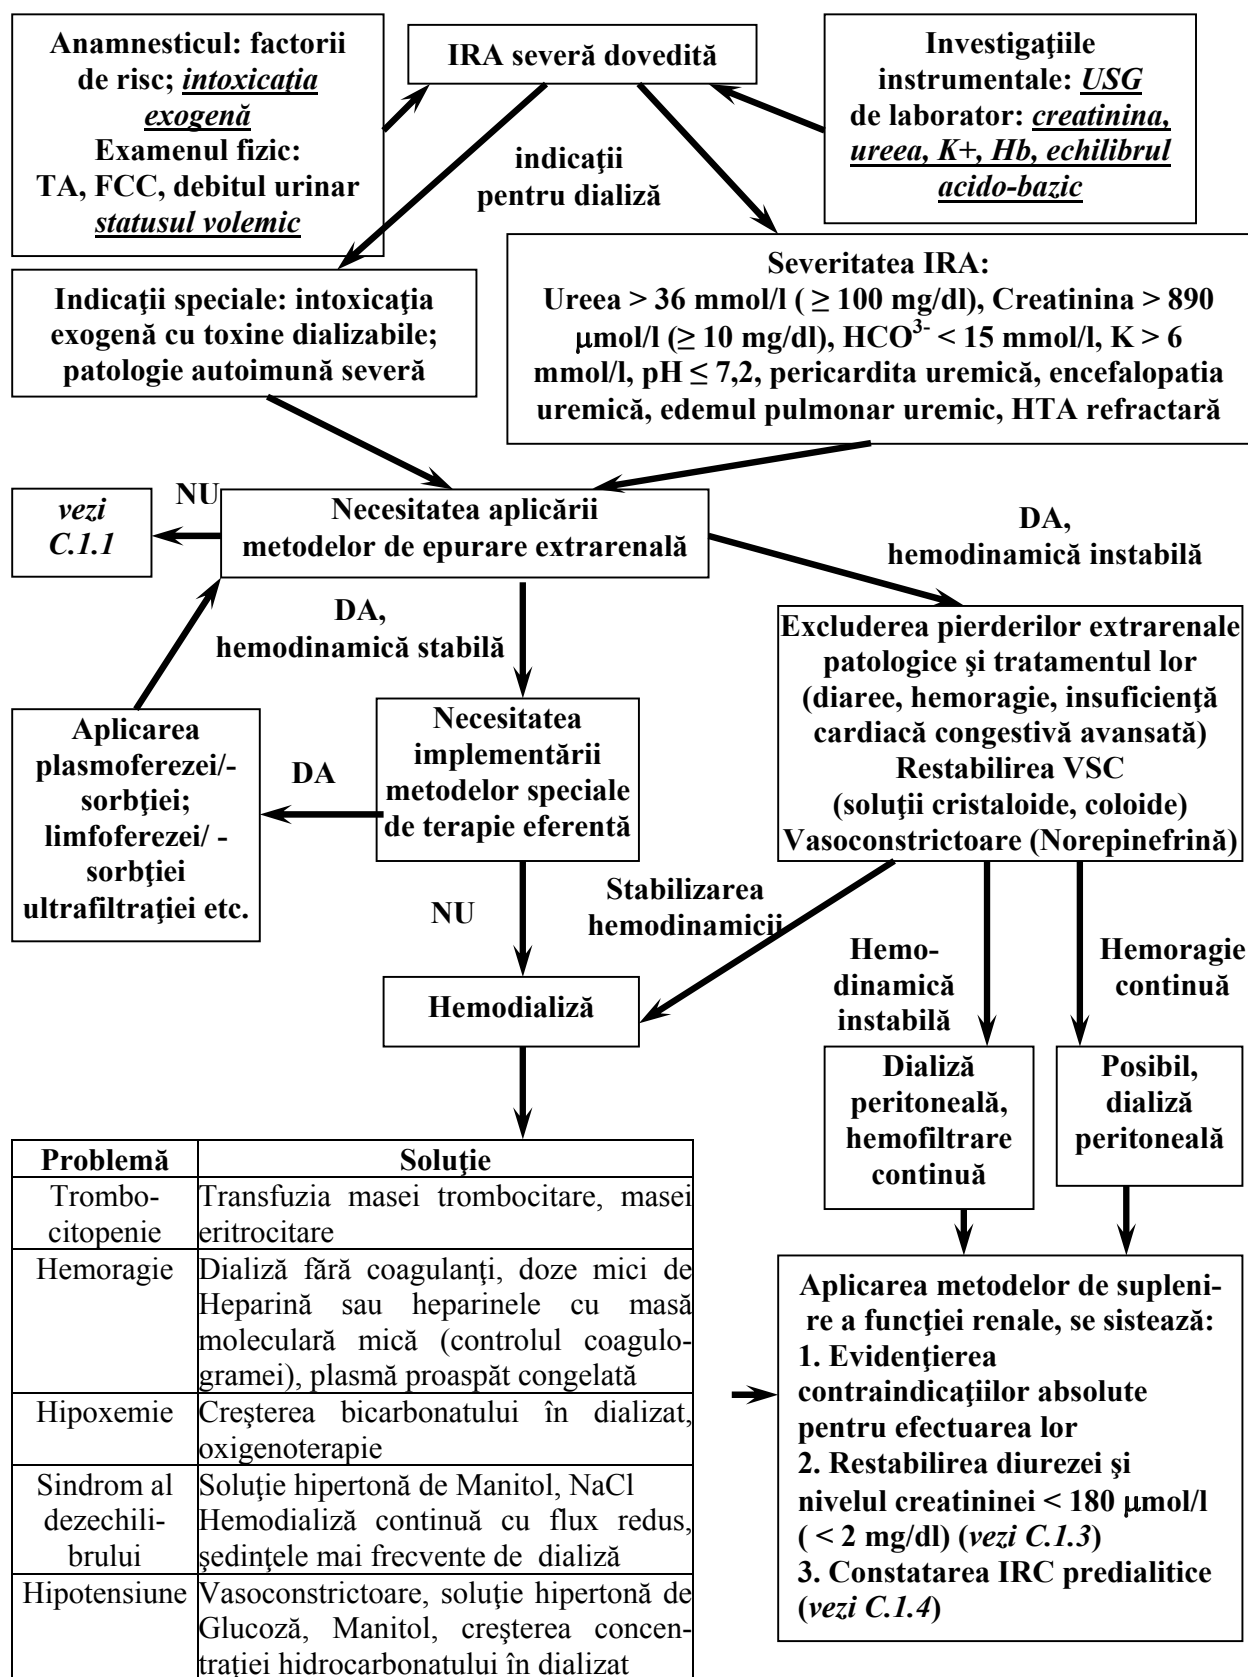 Anamnesticul: factorii
de risc; intoxicaţia
exogenă
Examenul fizic:
TA, FCC, debitul urinar
statusul volemic
IRA severă dovedită
Investigaţiile
instrumentale: USG
de laborator: creatinina,
ureea, K+, Hb, echilibrul
acido-bazic
indicaţii
pentru dializă
Indicaţii speciale: intoxicaţia
exogenă cu toxine dializabile;
patologie autoimună severă
Severitatea IRA:
Ureea > 36 mmol/l ( ≥ 100 mg/dl), Creatinina > 890
μmol/l (≥ 10 mg/dl), HCO³⁻ < 15 mmol/l, K > 6
mmol/l, pH ≤ 7,2, pericardita uremică, encefalopatia
uremică, edemul pulmonar uremic, HTA refractară
vezi
C.1.1
NU
Necesitatea aplicării
metodelor de epurare extrarenală
DA,
hemodinamică instabilă
DA,
hemodinamică stabilă
Excluderea pierderilor extrarenale
patologice şi tratamentul lor
(diaree, hemoragie, insuficienţă
cardiacă congestivă avansată)
Restabilirea VSC
(soluţii cristaloide, coloide)
Vasoconstrictoare (Norepinefrină)
Aplicarea
plasmoferezei/-
sorbţiei;
limfoferezei/ -
sorbţiei
ultrafiltraţiei etc.
DA
Necesitatea
implementării
metodelor speciale
de terapie eferentă
NU
Stabilizarea
hemodinamicii
Hemo-
dinamică
instabilă
Hemoragie
continuă
Hemodializă
Dializă
peritoneală,
hemofiltrare
continuă
Posibil,
dializă
peritoneală
Problemă Soluţie
Trombo- Transfuzia masei trombocitare, masei
citopenie eritrocitare
Hemoragie Dializă fără coagulanţi, doze mici de
Heparină sau heparinele cu masă
moleculară mică (controlul coagulo-
gramei), plasmă proaspăt congelată
Hipoxemie Creşterea bicarbonatului în dializat,
oxigenoterapie
Sindrom al Soluţie hipertonă de Manitol, NaCl
dezechili- Hemodializă continuă cu flux redus,
brului şedinţele mai frecvente de dializă
Hipotensiune Vasoconstrictoare, soluţie hipertonă de
Glucoză, Manitol, creşterea concen-
traţiei hidrocarbonatului în dializat
Aplicarea metodelor de supleni-
re a funcţiei renale, se sistează:
1. Evidenţierea
contraindicaţiilor absolute
pentru efectuarea lor
2. Restabilirea diurezei şi
nivelul creatininei < 180 μmol/l
( < 2 mg/dl) (vezi C.1.3)
3. Constatarea IRC predialitice
(vezi C.1.4)